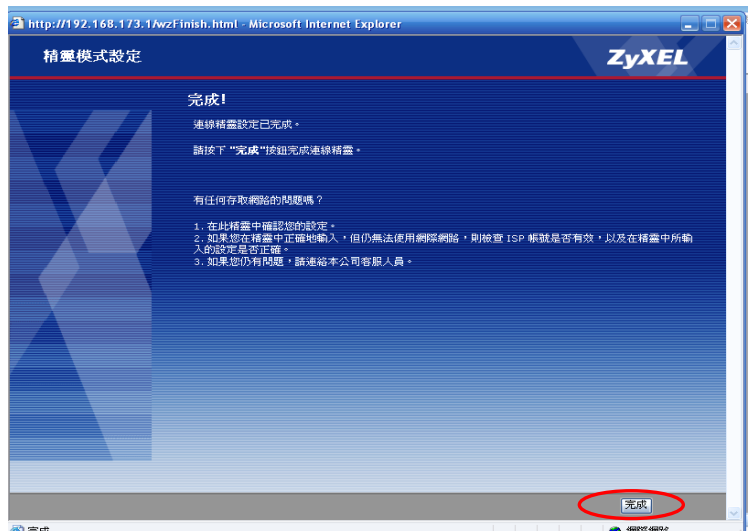 http://192.168.173.1/wzFinish.html - Microsoft Internet Explorer
精靈模式設定
ZyXEL
完成!
連線精靈設定已完成。
請按下 "完成"按鈕完成連線精靈。
有任何存取網路的問題嗎？
1. 在此精靈中確認您的設定。
2. 如果您在精靈中正確地輸入，但仍無法使用網際網路，則檢查 ISP 帳號是否有效，以及在精靈中所輸
入的設定是否正確。
3. 如果您仍有問題，請連絡本公司客服人員。
完成
完成
網際網路